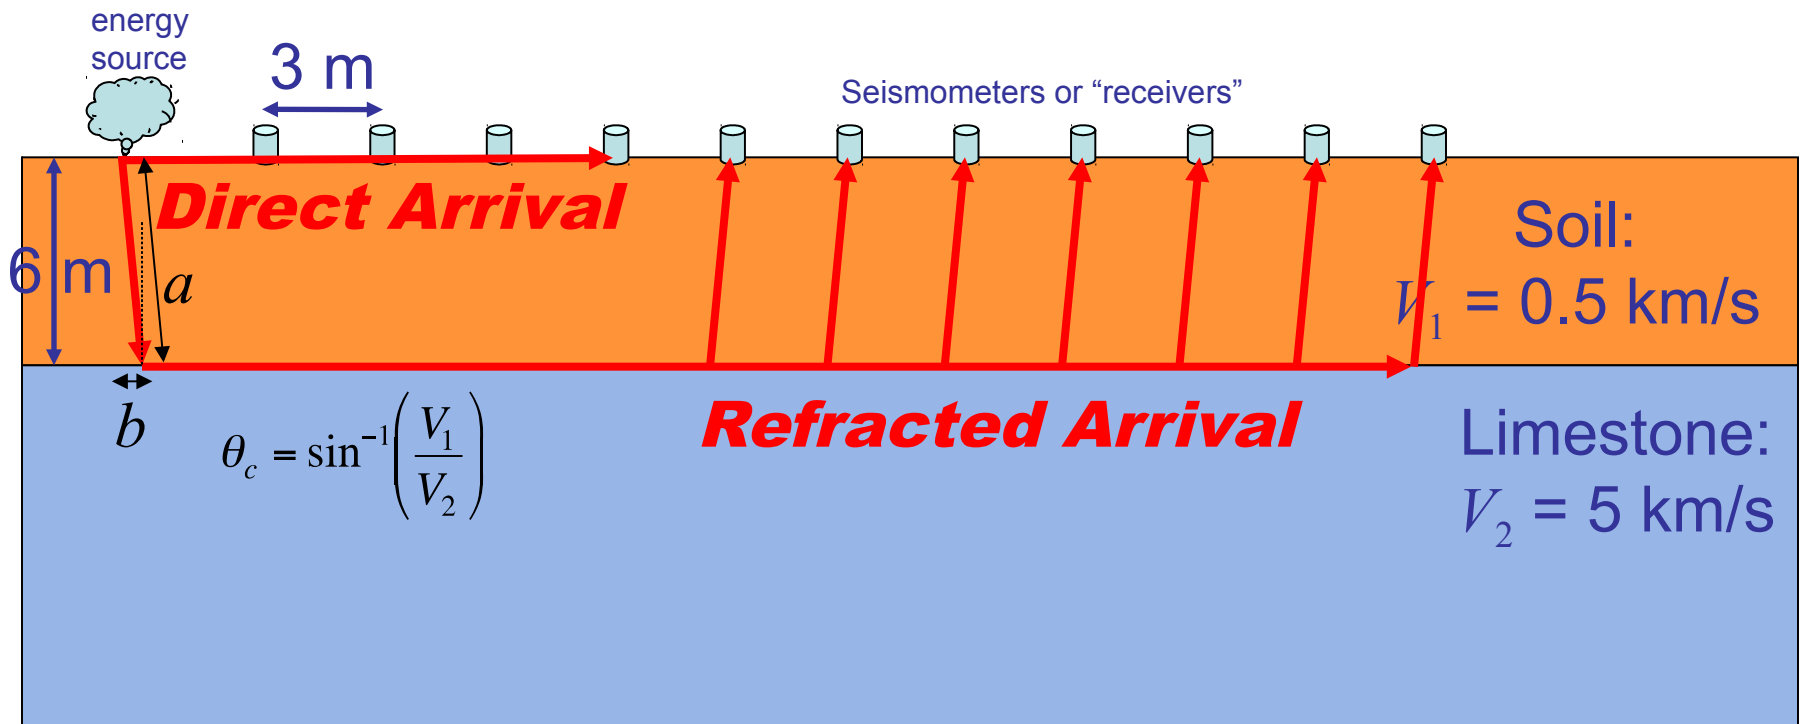 energy
source
3 m
Seismometers or “receivers”
Direct Arrival
6 m
a
Soil:
V₁ = 0.5 km/s
b
θ_c = sin⁻¹(V₁/V₂)
Refracted Arrival
Limestone:
V₂ = 5 km/s